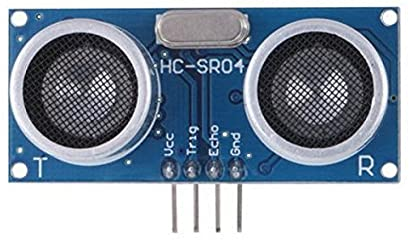 HC-SR04
Vcc
Trig
Echo
Gnd
T
R